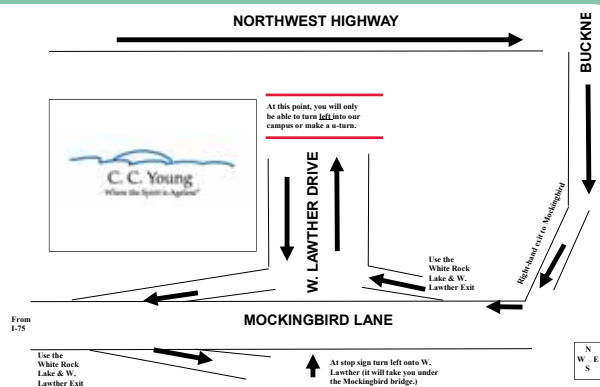 NORTHWEST HIGHWAY
BUCKNE
At this point, you will only
be able to turn left into our
campus or make a u-turn.
C. C. Young
Where the Spirit is Ageless®
W. LAWTHER DRIVE
Right-hand exit to Mockingbird
Use the
White Rock
Lake & W.
Lawther Exit
From
I-75
MOCKINGBIRD LANE
Use the
White Rock
Lake & W.
Lawther Exit
At stop sign turn left onto W.
Lawther (it will take you under
the Mockingbird bridge.)
N
W E
S